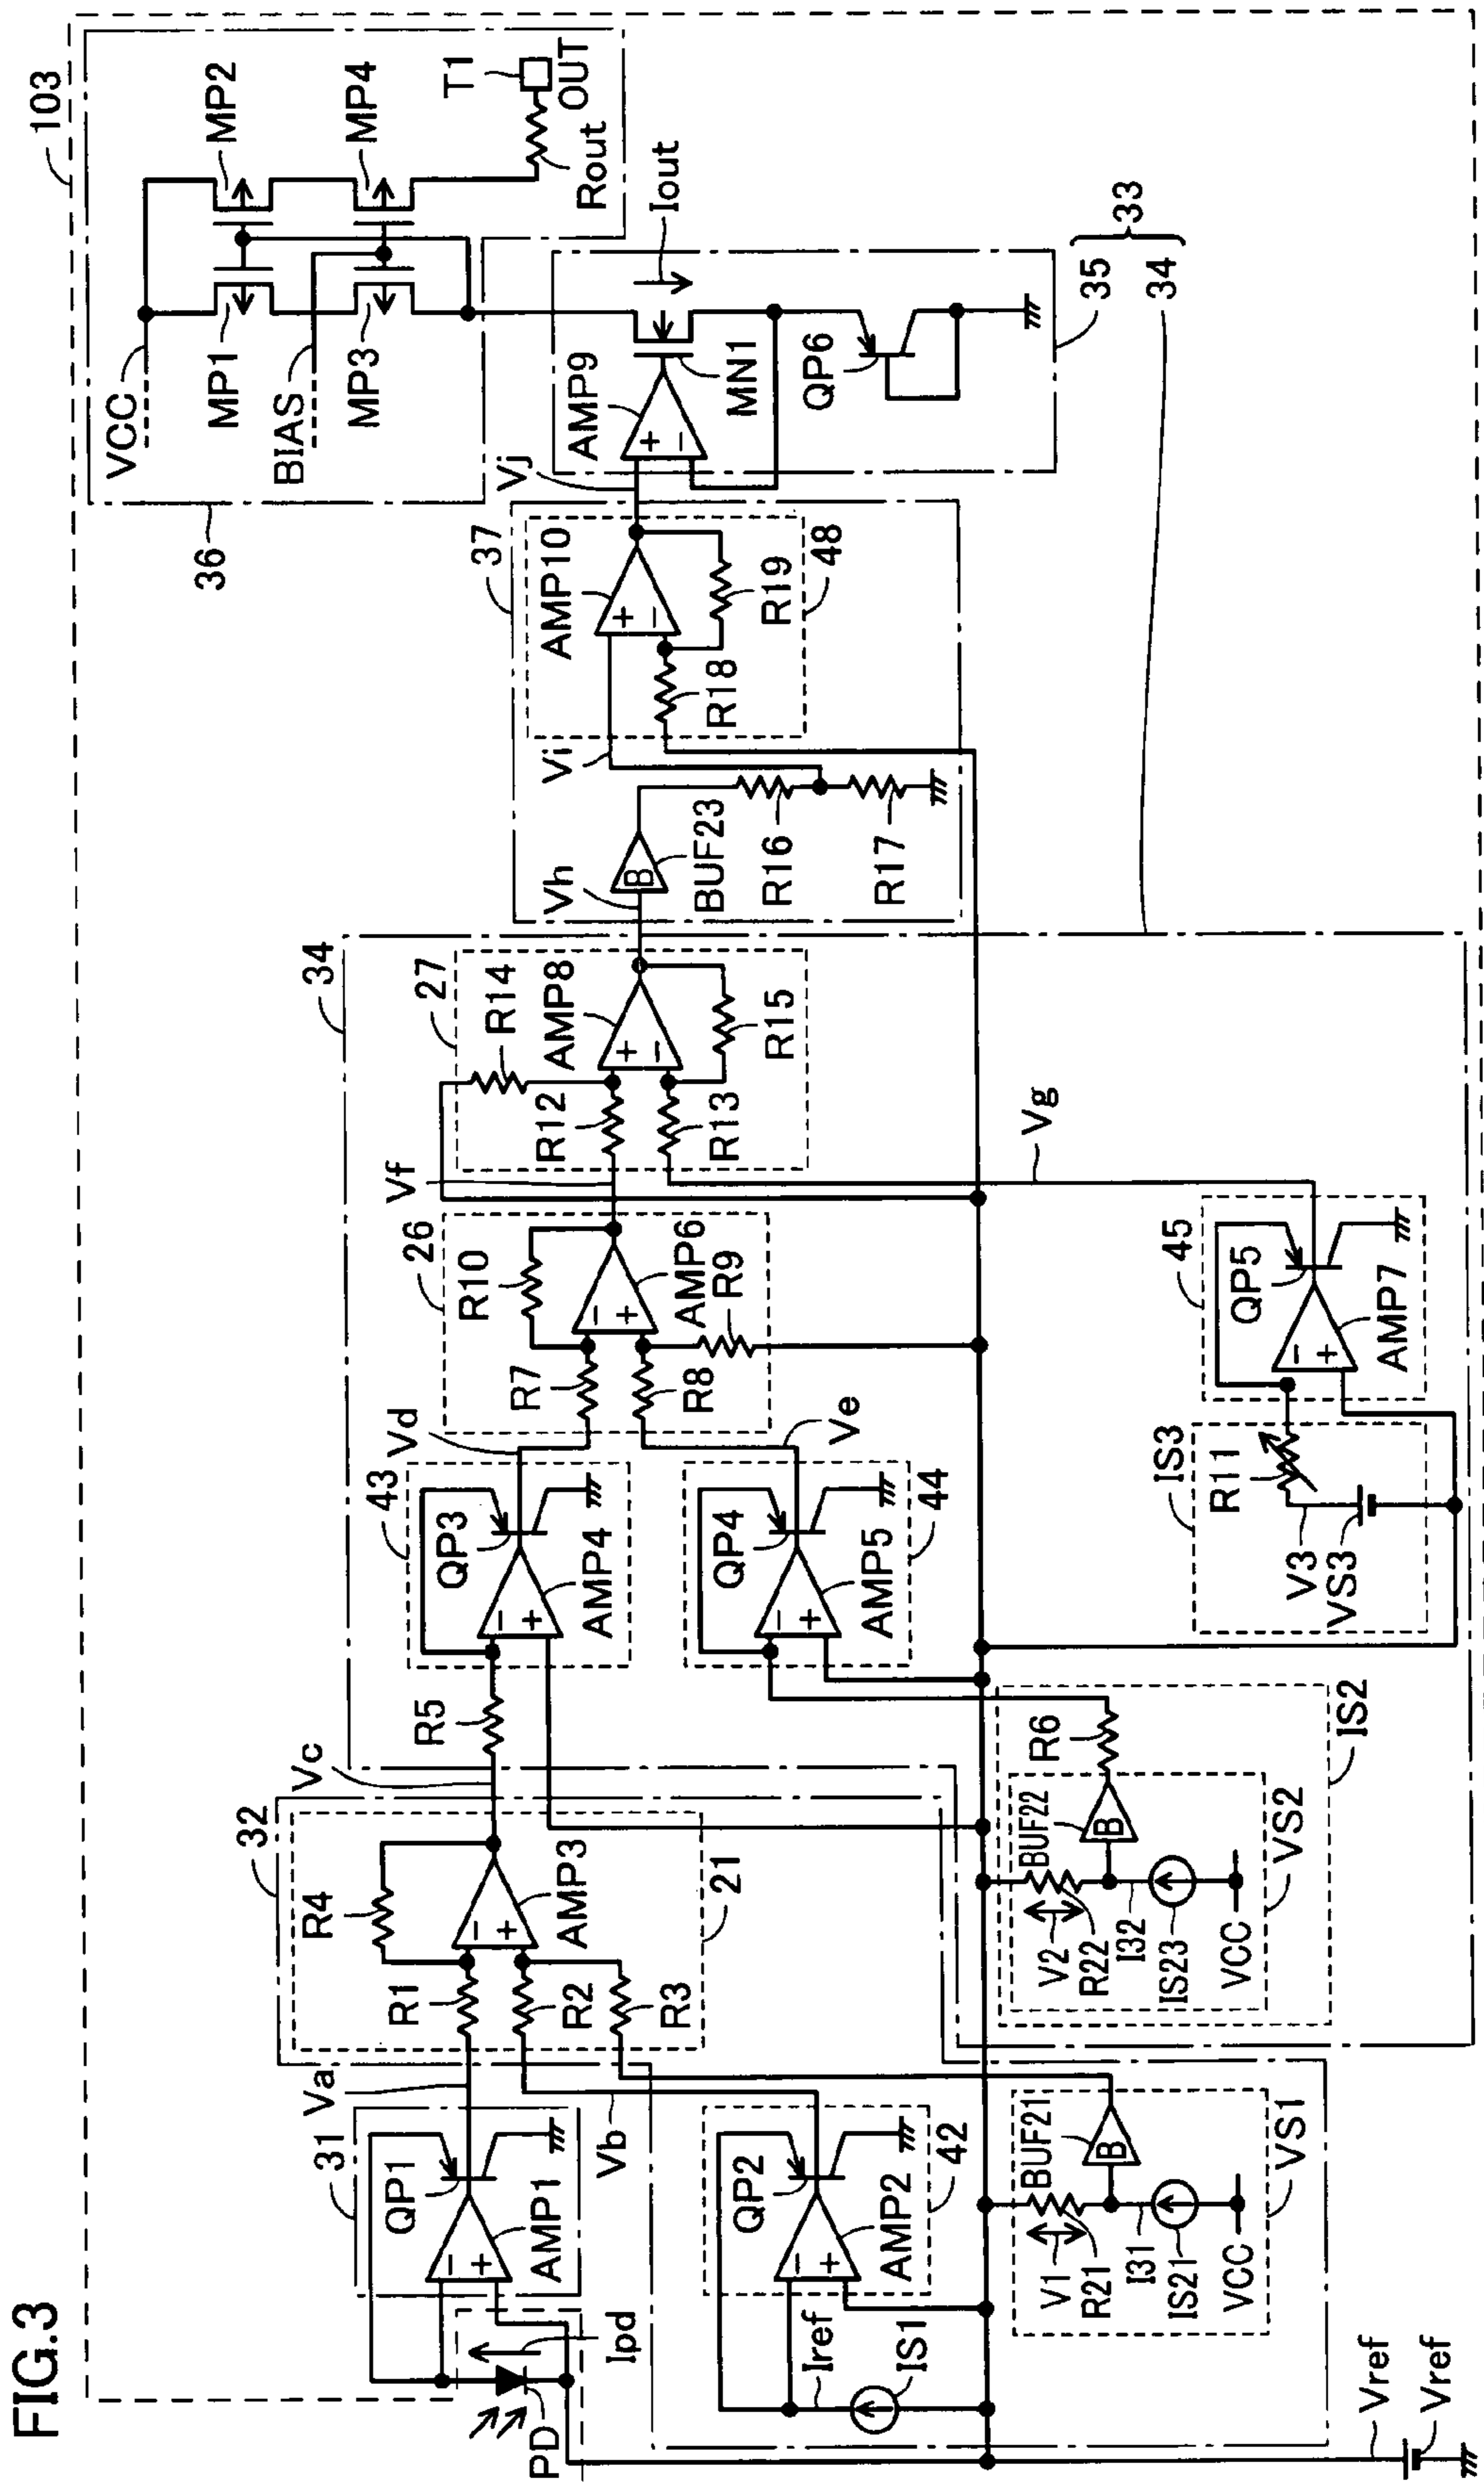 FIG.3
103
36
VCC
MP1
MP2
BIAS
MP3
MP4
T1
OUT
Rout
Iout
33
35
34
AMP9
MN1
QP6
Vj
37
AMP10
R19
48
R18
Vi
B
BUF23
R16
R17
Vh
34
27
R14
AMP8
R15
R12
R13
Vg
Vf
26
R10
AMP6
R9
R7
R8
45
QP5
AMP7
Vd
Ve
43
QP3
AMP4
QP4
AMP5
44
IS3
R11
V3
VS3
R5
Vc
R6
IS2
BUF22
B
V2
R22
I32
IS23
VCC
VS2
32
R4
AMP3
21
R1
R2
R3
Va
Vb
31
QP1
AMP1
QP2
AMP2
42
BUF21
B
V1
R21
I31
IS21
VCC
VS1
Ipd
PD
Iref
IS1
Vref
Vref